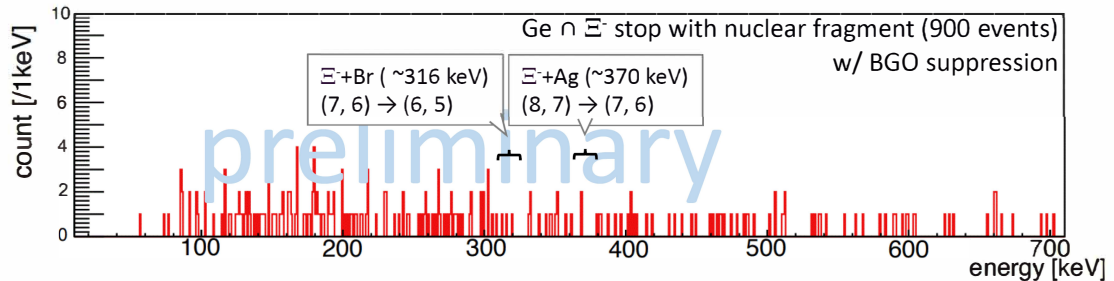 10
8
6
4
2
0
count [/1keV]
Ge ∩ Ξ⁻ stop with nuclear fragment (900 events)
w/ BGO suppression
Ξ⁻+Br ( ~316 keV)
(7, 6) → (6, 5)
Ξ⁻+Ag (~370 keV)
(8, 7) → (7, 6)
preliminary
100 200 300 400 500 600 700
energy [keV]